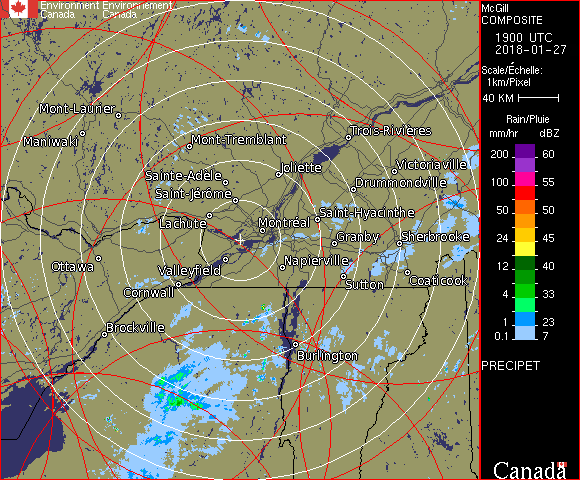 Environment Environnement
Canada Canada
McGill
COMPOSITE
1900 UTC
2018-01-27
Scale/Échelle:
1km/Pixel
40 KM
Rain/Pluie
mm/hr dBZ
200 60
100 55
50 50
24 45
12 40
4 33
1 23
0.1 7
PRECIPET
Canada
Mont-Laurier
Maniwaki
Mont-Tremblant
Trois-Rivières
Victoriaville
Joliette
Sainte-Adèle
Drummondville
Saint-Jérôme
Saint-Hyacinthe
Lachute
Montréal
Granby
Sherbrooke
Ottawa
Valleyfield
Napierville
Cornwall
Sutton
Coaticook
Brockville
Burlington